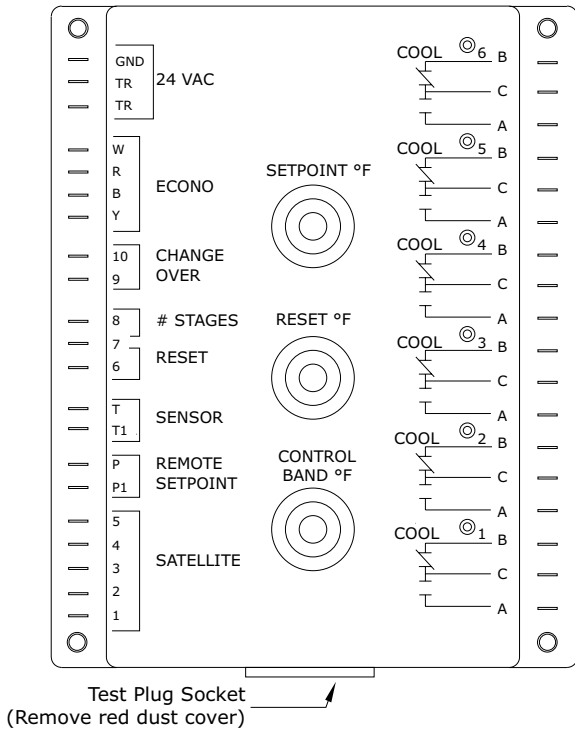 GND
TR
TR
24 VAC
W
R
B
Y
ECONO
10
9
CHANGE
OVER
8
# STAGES
7
6
RESET
T
T1
SENSOR
P
P1
REMOTE
SETPOINT
5
4
3
2
1
SATELLITE
SETPOINT °F
RESET °F
CONTROL
BAND °F
COOL 6 B
C
A
COOL 5 B
C
A
COOL 4 B
C
A
COOL 3 B
C
A
COOL 2 B
C
A
COOL 1 B
C
A
Test Plug Socket
(Remove red dust cover)